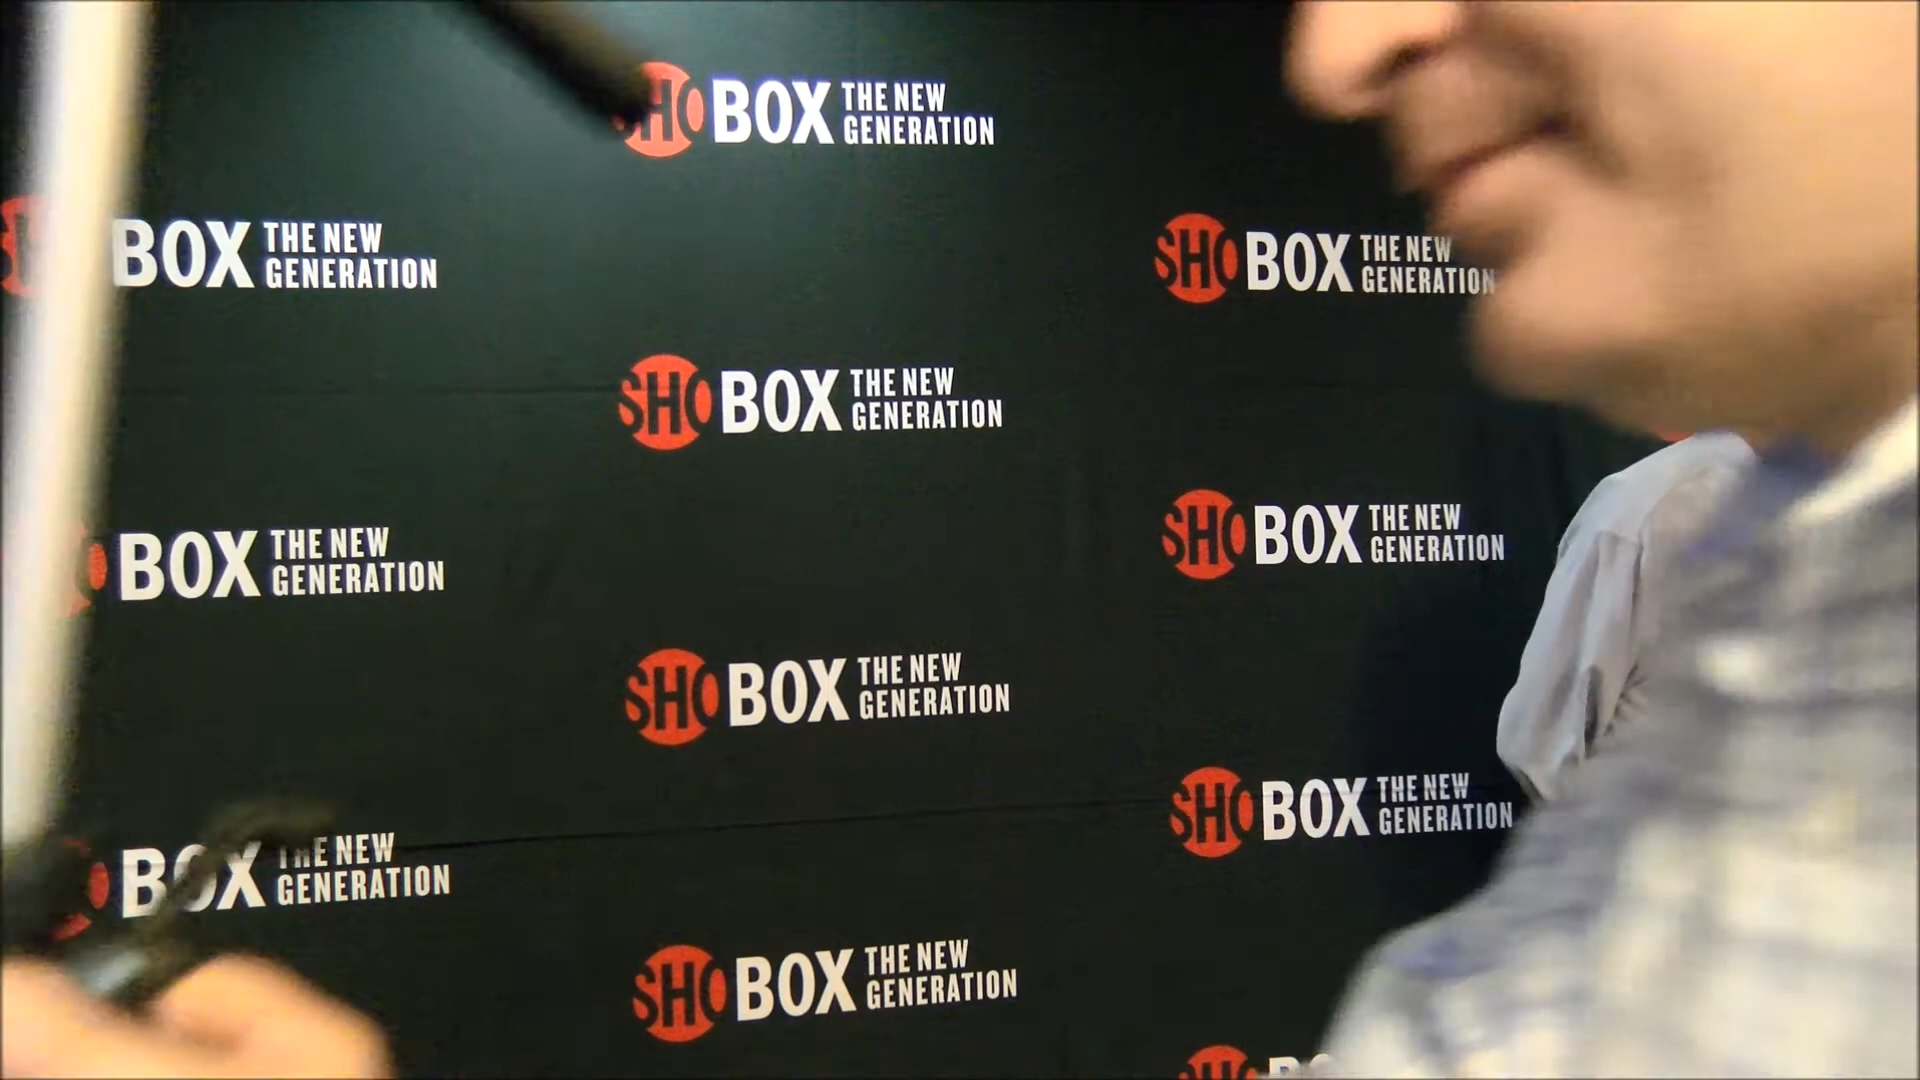 SHO BOX THE NEW
GENERATION
BOX THE NEW
GENERATION
SHO BOX THE NEW
GENERATION
SHO BOX THE NEW
GENERATION
SHO BOX THE NEW
GENERATION
BOX THE NEW
GENERATION
SHO BOX THE NEW
GENERATION
SHO BOX THE NEW
GENERATION
BOX THE NEW
GENERATION
SHO BOX THE NEW
GENERATION